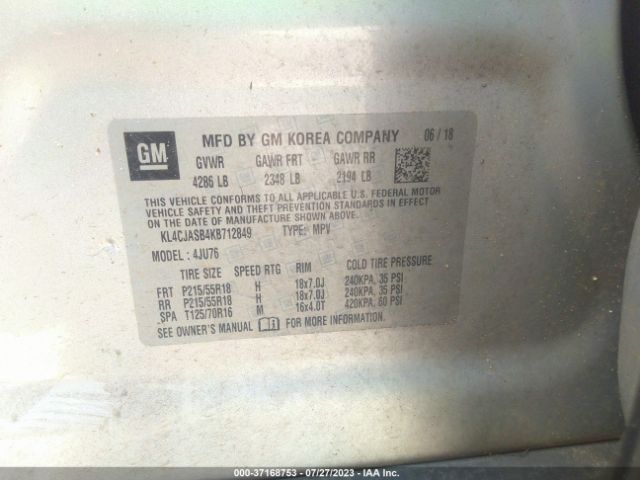 GM MFD BY GM KOREA COMPANY 06/18
GVWR GAWR FRT GAWR RR
4286 LB 2348 LB 2194 LB
THIS VEHICLE CONFORMS TO ALL APPLICABLE U.S. FEDERAL MOTOR
VEHICLE SAFETY AND THEFT PREVENTION STANDARDS IN EFFECT
ON THE DATE OF MANUFACTURE SHOWN ABOVE.
KL4CJASB4KB712849 TYPE: MPV
MODEL : 4JU76
TIRE SIZE SPEED RTG RIM COLD TIRE PRESSURE
FRT P215/55R18 H 18x7.0J 240KPA, 35 PSI
RR P215/55R18 H 18x7.0J 240KPA, 35 PSI
SPA T125/70R16 M 16x4.0T 420KPA, 60 PSI
SEE OWNER'S MANUAL FOR MORE INFORMATION.
000-37168753 - 07/27/2023 - IAA Inc.